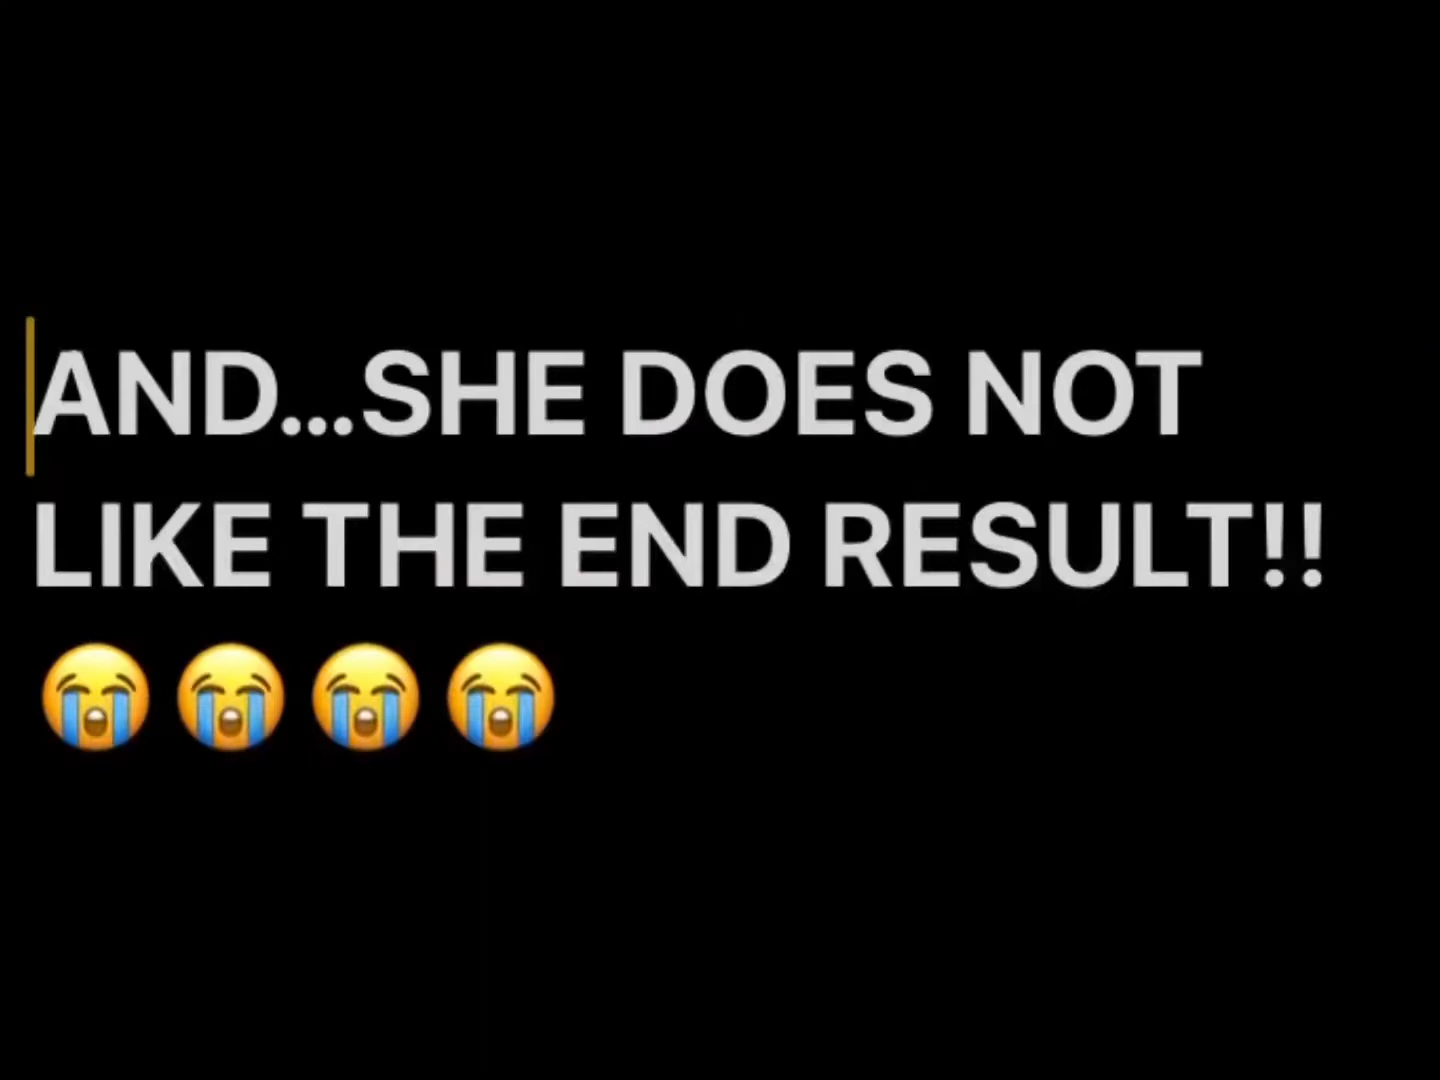 AND...SHE DOES NOT
LIKE THE END RESULT!!
😭😭😭😭